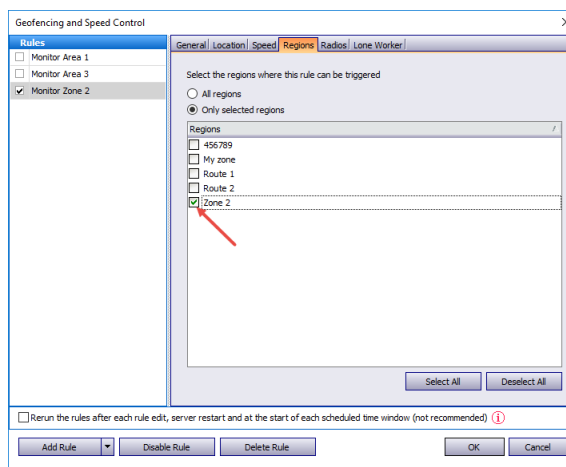 Geofencing and Speed Control
Rules
Monitor Area 1
Monitor Area 3
Monitor Zone 2
General Location Speed Regions Radios Lone Worker
Select the regions where this rule can be triggered
All regions
Only selected regions
Regions
456789
My zone
Route 1
Route 2
Zone 2
Select All Deselect All
Rerun the rules after each rule edit, server restart and at the start of each scheduled time window (not recommended) i
Add Rule Disable Rule Delete Rule OK Cancel